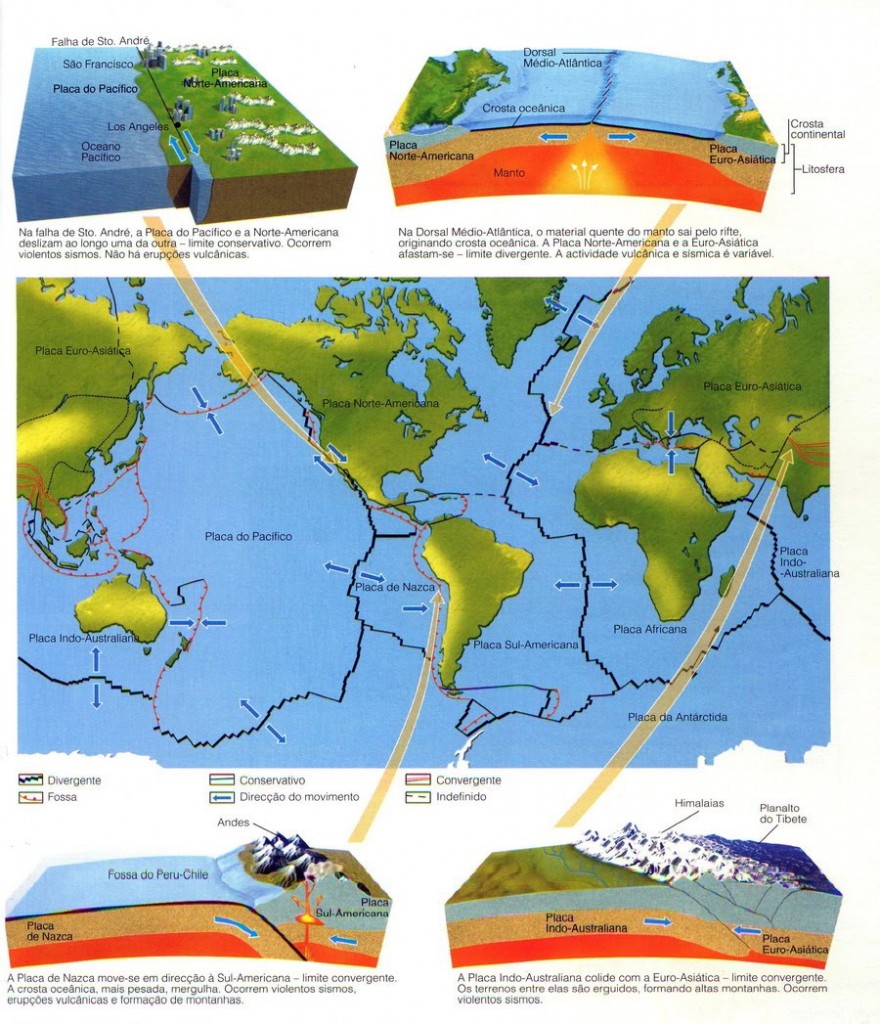 Falha de Sto. André
São Francisco
Placa do Pacífico
Placa
Norte-Americana
Los Angeles
Oceano
Pacífico
Na falha de Sto. André, a Placa do Pacífico e a Norte-Americana
deslizam ao longo uma da outra – limite conservativo. Ocorrem
violentos sismos. Não há erupções vulcânicas.
Dorsal
Médio-Atlântica
Crosta oceânica
Placa
Norte-Americana
Manto
Placa
Euro-Asiática
Crosta
continental
Litosfera
Na Dorsal Médio-Atlântica, o material quente do manto sai pelo rifte,
originando crosta oceânica. A Placa Norte-Americana e a Euro-Asiática
afastam-se – limite divergente. A actividade vulcânica e sísmica é variável.
Placa Euro-Asiática
Placa Norte-Americana
Placa Euro-Asiática
Placa do Pacífico
Placa de Nazca
Placa
Indo-
-Australiana
Placa Indo-Australiana
Placa Sul-Americana
Placa Africana
Placa da Antárctida
Divergente
Conservativo
Convergente
Fossa
Direcção do movimento
Indefinido
Andes
Fossa do Peru-Chile
Placa
Sul-Americana
Placa
de Nazca
A Placa de Nazca move-se em direcção à Sul-Americana – limite convergente.
A crosta oceânica, mais pesada, mergulha. Ocorrem violentos sismos,
erupções vulcânicas e formação de montanhas.
Himalaias
Planalto
do Tibete
Placa
Indo-Australiana
Placa
Euro-Asiática
A Placa Indo-Australiana colide com a Euro-Asiática – limite convergente.
Os terrenos entre elas são erguidos, formando altas montanhas. Ocorrem
violentos sismos.